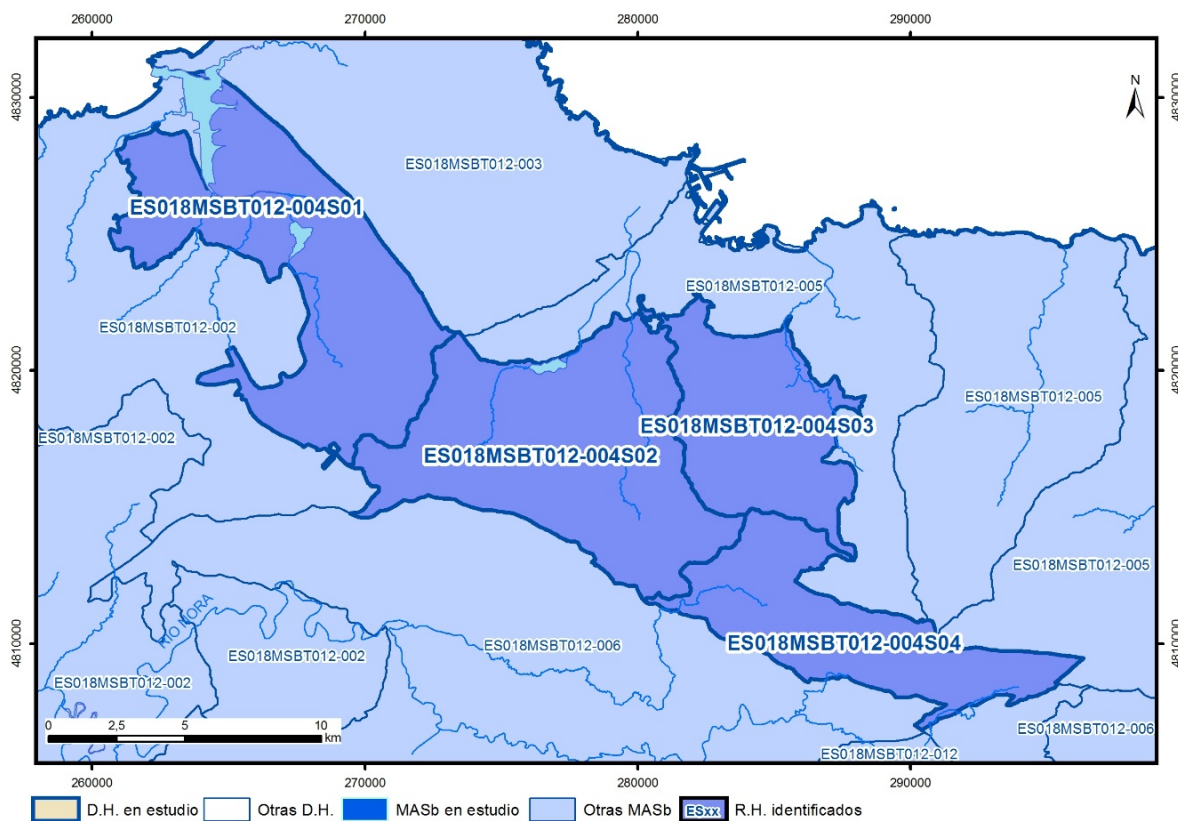 260000 270000 280000 290000
4830000 4830000
N
ES018MSBT012-003
ES018MSBT012-004S01
ES018MSBT012-005
ES018MSBT012-002
4820000 4820000
ES018MSBT012-005
ES018MSBT012-004S03
ES018MSBT012-002
ES018MSBT012-004S02
ES018MSBT012-005
RIO MORA
ES018MSBT012-004S04
ES018MSBT012-006
4810000 4810000
ES018MSBT012-002
ES018MSBT012-002
0 2,5 5 10
km
ES018MSBT012-006
ES018MSBT012-012
260000 270000 280000 290000
D.H. en estudio Otras D.H. MASb en estudio Otras MASb ESxx R.H. identificados